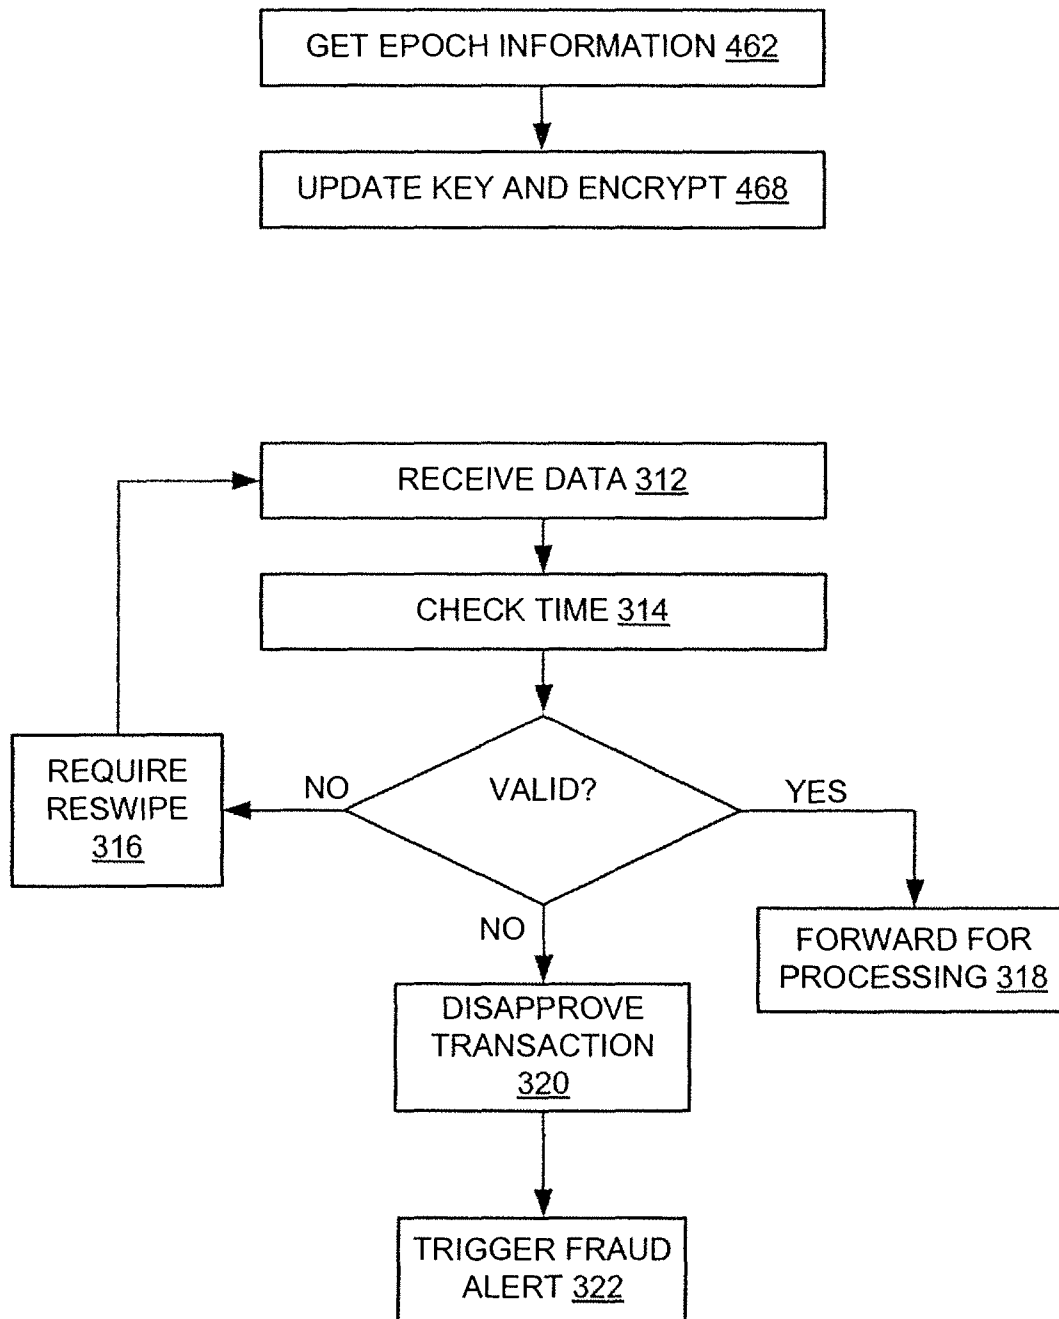 GET EPOCH INFORMATION 462
UPDATE KEY AND ENCRYPT 468
RECEIVE DATA 312
CHECK TIME 314
REQUIRE
RESWIPE
316
NO
VALID?
YES
NO
FORWARD FOR
PROCESSING 318
DISAPPROVE
TRANSACTION
320
TRIGGER FRAUD
ALERT 322